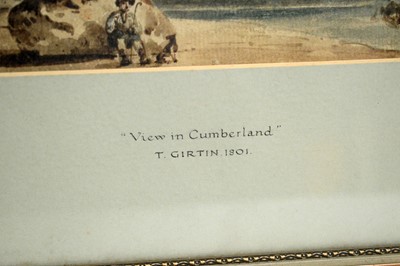 "View in Cumberland"
T. GIRTIN. 1801.